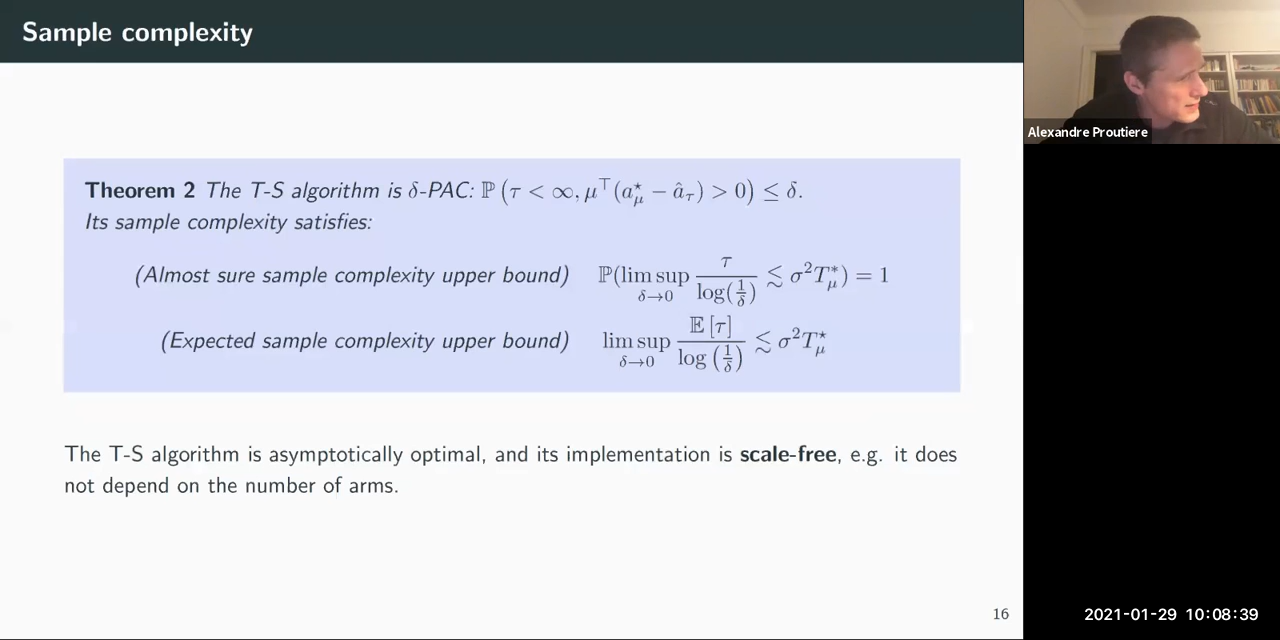 Sample complexity
Alexandre Proutiere
Theorem 2 The T-S algorithm is δ-PAC: ℙ (τ < ∞, μ⊤(a⋆μ − âτ) > 0) ≤ δ.
Its sample complexity satisfies:
(Almost sure sample complexity upper bound) ℙ(lim sup_{δ→0} τ / log(1/δ) ≲ σ²T*μ) = 1
(Expected sample complexity upper bound) lim sup_{δ→0} 𝔼 [τ] / log (1/δ) ≲ σ²T⋆μ
The T-S algorithm is asymptotically optimal, and its implementation is scale-free, e.g. it does
not depend on the number of arms.
16
2021-01-29 10:08:39